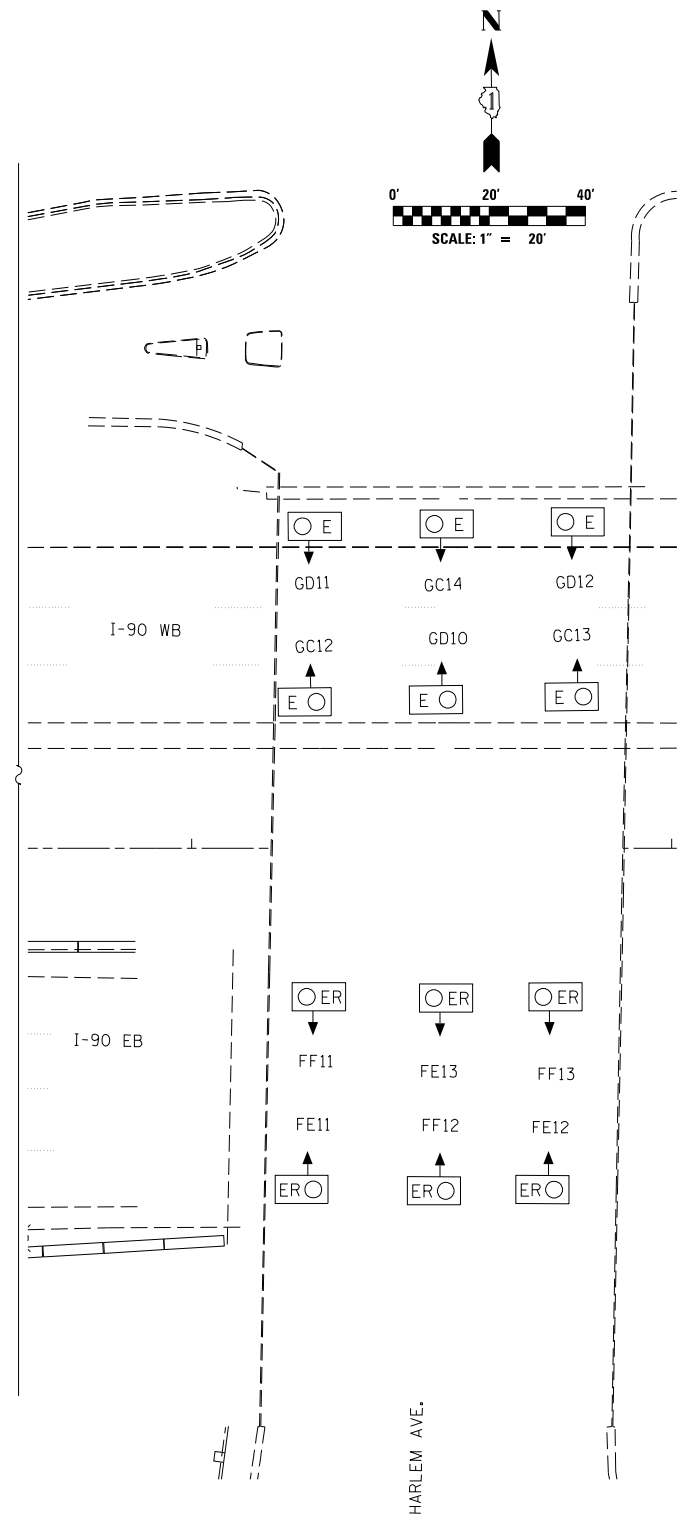 N
1
0' 20' 40'
SCALE: 1" = 20'
E E E
GD11 GC14 GD12
I-90 WB
GC12 GD10 GC13
E E E
ER ER ER
I-90 EB
FF11 FE13 FF13
FE11 FF12 FE12
ER ER ER
HARLEM AVE.